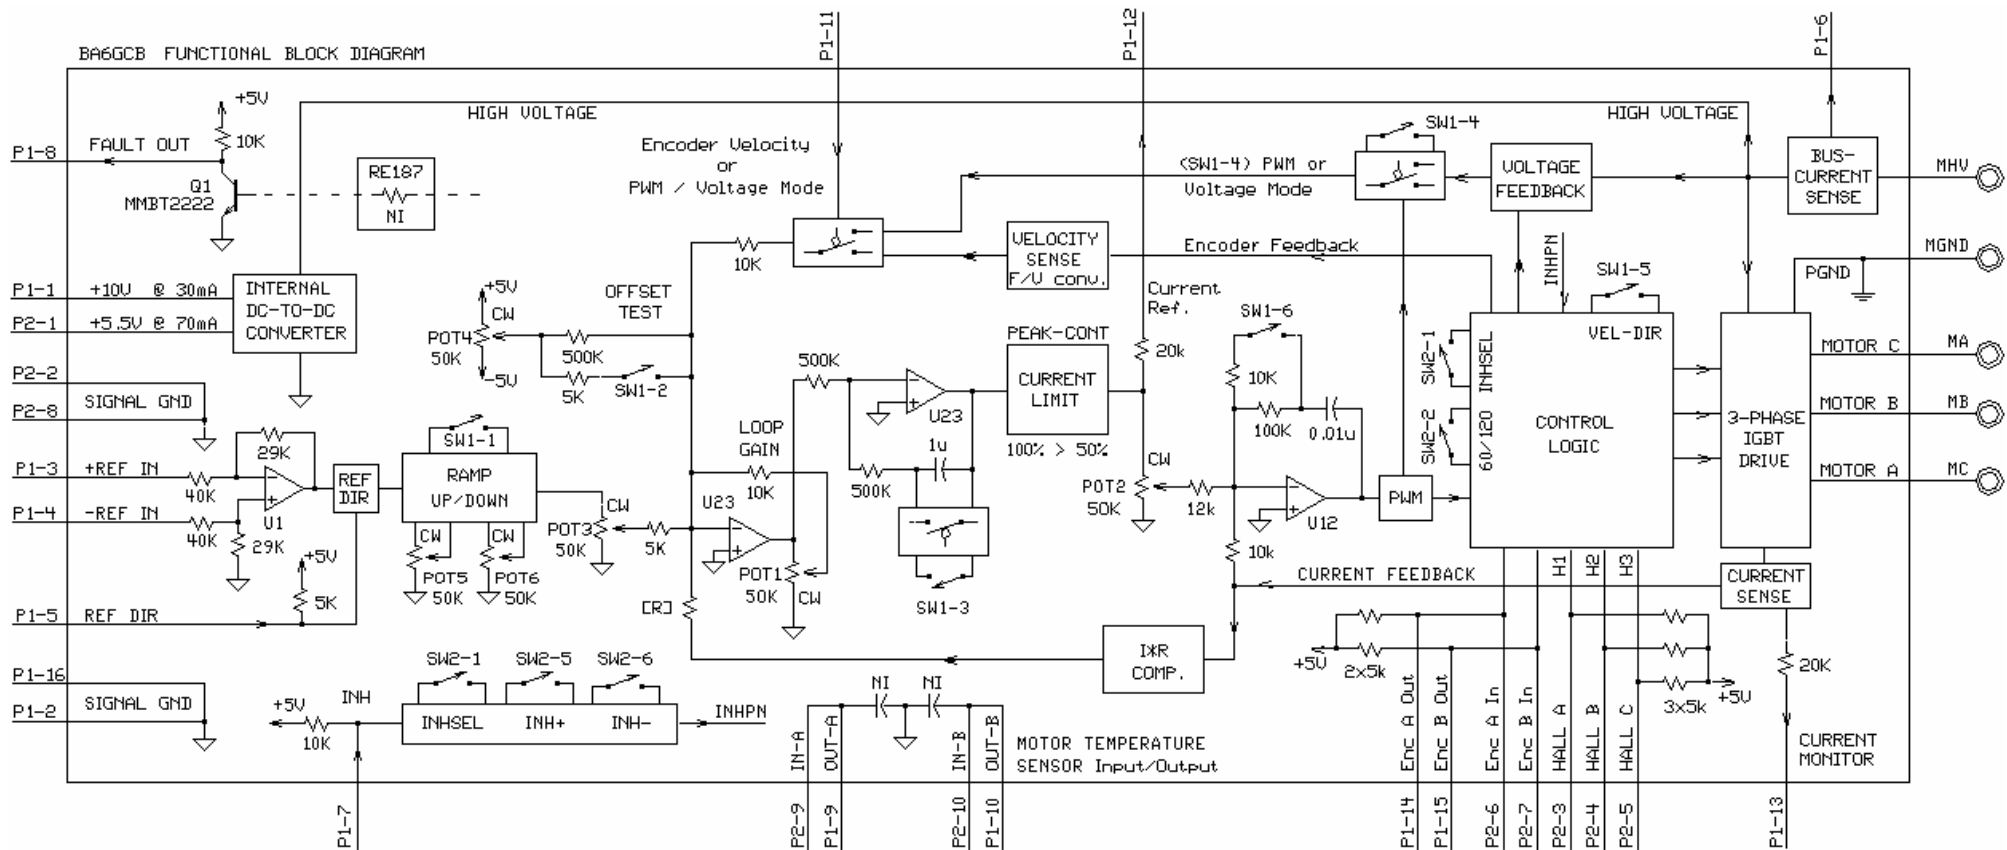 P1-11
P1-12
P1-6
BA6GCB FUNCTIONAL BLOCK DIAGRAM
+5V
HIGH VOLTAGE
HIGH VOLTAGE
SW1-4
P1-8
FAULT OUT
10K
Encoder Velocity
or
PWM / Voltage Mode
(SW1-4) PWM or
Voltage Mode
VOLTAGE
FEEDBACK
BUS-
CURRENT
SENSE
MHV
Q1
MMBT2222
RE187
NI
10K
VELOCITY
SENSE
F/V conv.
Encoder Feedback
INHPN
SW1-5
PGND
MGND
P1-1
+10V @ 30mA
P2-1
+5.5V @ 70mA
INTERNAL
DC-TO-DC
CONVERTER
+5V
CW
POT4
50K
-5V
OFFSET
TEST
500K
5K
SW1-2
Current
Ref.
20k
SW1-6
10K
100K
0.01u
SW2-1
INHSEL
VEL-DIR
SW2-2
60/120
CONTROL
LOGIC
3-PHASE
IGBT
DRIVE
MOTOR C
MA
MOTOR B
MB
MOTOR A
MC
P2-2
P2-8
SIGNAL GND
PEAK-CONT
CURRENT
LIMIT
100% > 50%
500K
U23
1u
500K
LOOP
GAIN
10K
U23
SW1-3
P1-3
+REF IN
40K
29K
U1
P1-4
-REF IN
40K
29K
REF
DIR
SW1-1
RAMP
UP/DOWN
CW
POT5
50K
CW
POT6
50K
CW
POT3
50K
5K
POT1
50K
CW
CW
POT2
50K
12k
U12
PWM
10k
CURRENT FEEDBACK
CURRENT
SENSE
+5V
5K
P1-5
REF DIR
[R]
I*R
COMP.
+5V
2x5k
H1
H2
H3
3x5k
+5V
20K
P1-16
P1-2
SIGNAL GND
+5V
10K
INH
SW2-1
SW2-5
SW2-6
INHSEL
INH+
INH-
INHPN
NI
NI
IN-A
OUT-A
IN-B
OUT-B
MOTOR TEMPERATURE
SENSOR Input/Output
Enc A Out
Enc B Out
Enc A In
Enc B In
HALL A
HALL B
HALL C
CURRENT
MONITOR
P1-7
P2-9
P1-9
P2-10
P1-10
P1-14
P1-15
P2-6
P2-7
P2-3
P2-4
P2-5
P1-13